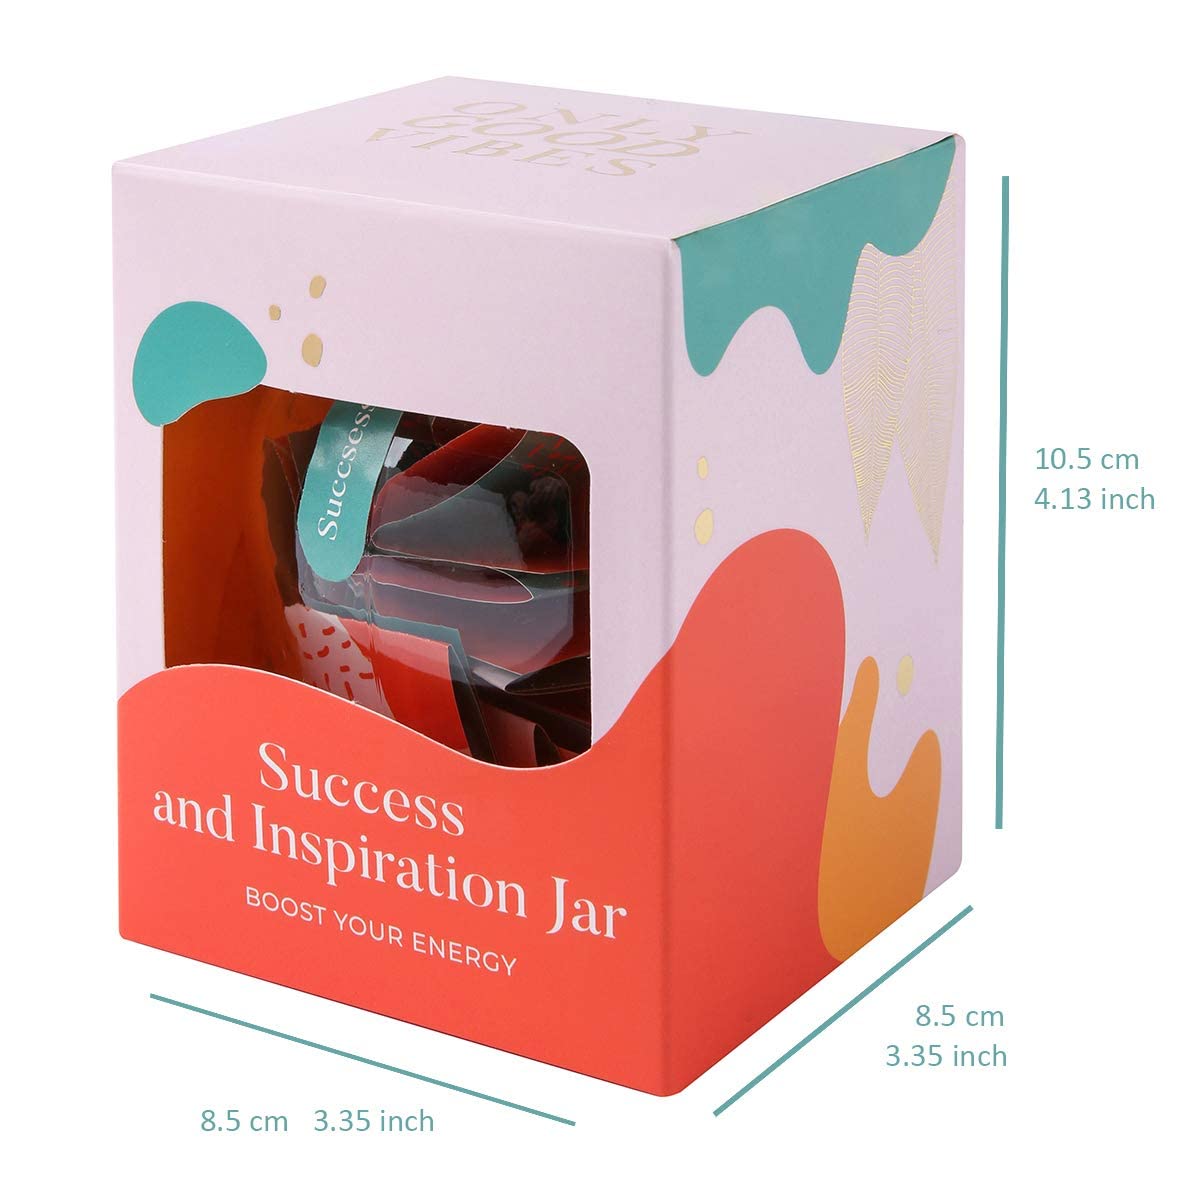 ONLY
GOOD
VIBES
Succsess
Success
and Inspiration Jar
BOOST YOUR ENERGY
10.5 cm
4.13 inch
8.5 cm
3.35 inch
8.5 cm 3.35 inch